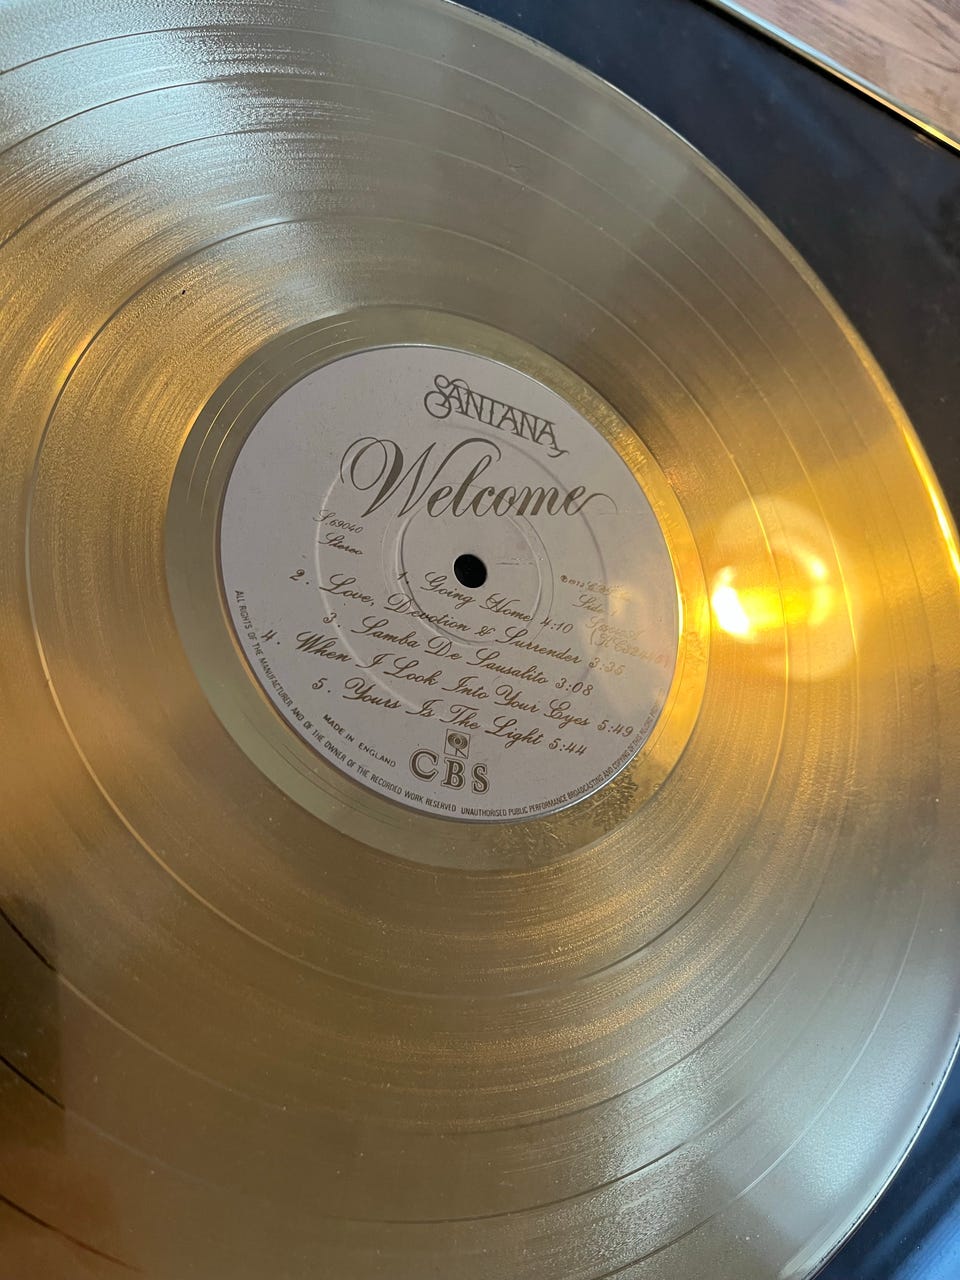 SANTANA
Welcome
S.69040
Stereo
Side
1. Going Home 4:10
2. Love, Devotion & Surrender 3:35
3. Samba De Sausalito 3:08
4. When I Look Into Your Eyes 5:49
5. Yours Is The Light 5:44
MADE IN ENGLAND
CBS
ALL RIGHTS OF THE MANUFACTURER AND OF THE OWNER OF THE RECORDED WORK RESERVED UNAUTHORISED PUBLIC PERFORMANCE BROADCASTING AND COPYING OF THIS RECORD